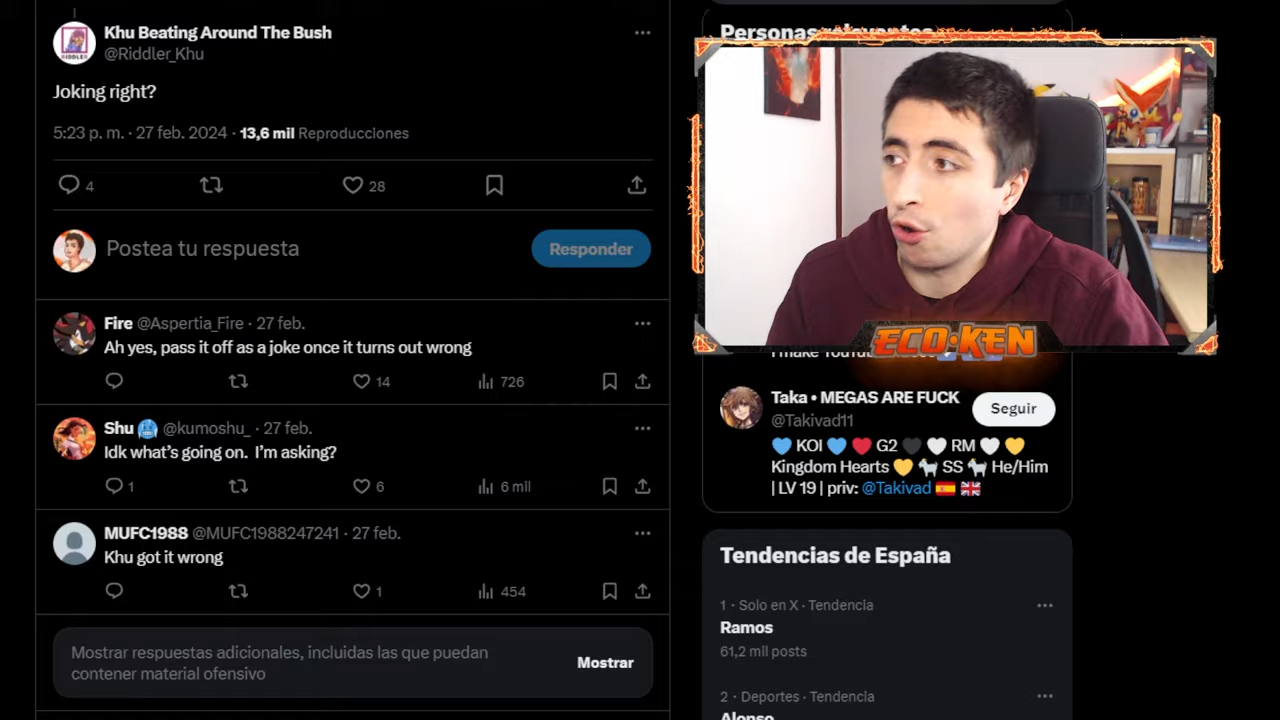 Khu Beating Around The Bush
@Riddler_Khu
Joking right?
5:23 p. m. · 27 feb. 2024 · 13,6 mil Reproducciones
4
28
Postea tu respuesta
Responder
Fire @Aspertia_Fire · 27 feb.
Ah yes, pass it off as a joke once it turns out wrong
14
726
Shu 🥶 @kumoshu_ · 27 feb.
Idk what's going on. I'm asking?
1
6
6 mil
MUFC1988 @MUFC1988247241 · 27 feb.
Khu got it wrong
1
454
Mostrar respuestas adicionales, incluidas las que puedan
contener material ofensivo
Mostrar
Personas relevantes
ECO·KEN
I make
Taka • MEGAS ARE FUCK
@Takivad11
Seguir
💙 KOI 💙 ❤️ G2 🖤 🤍 RM 🤍 💛
Kingdom Hearts 💛 🐐 SS 🐐 He/Him
| LV 19 | priv: @Takivad 🇪🇸 🇬🇧
Tendencias de España
1 · Solo en X · Tendencia
Ramos
61,2 mil posts
2 · Deportes · Tendencia
Alonso